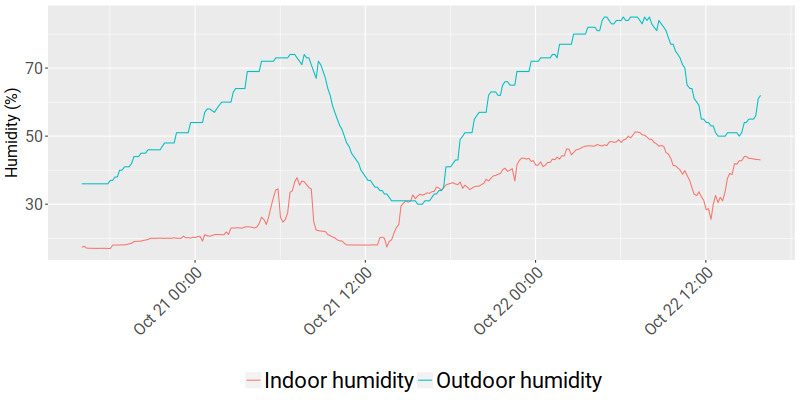 Humidity (%)
70
50
30
Oct 21 00:00
Oct 21 12:00
Oct 22 00:00
Oct 22 12:00
Indoor humidity Outdoor humidity